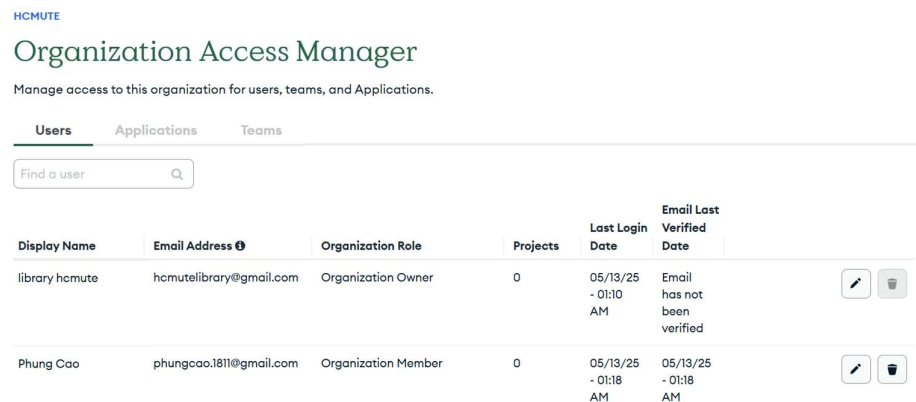 HCMUTE
Organization Access Manager
Manage access to this organization for users, teams, and Applications.
Users Applications Teams
Find a user
Display Name Email Address Organization Role Projects Last Login Date Email Last Verified Date
library hcmute hcmutelibrary@gmail.com Organization Owner 0 05/13/25 - 01:10 AM Email has not been verified
Phung Cao phungcao.1811@gmail.com Organization Member 0 05/13/25 - 01:18 AM 05/13/25 - 01:18 AM